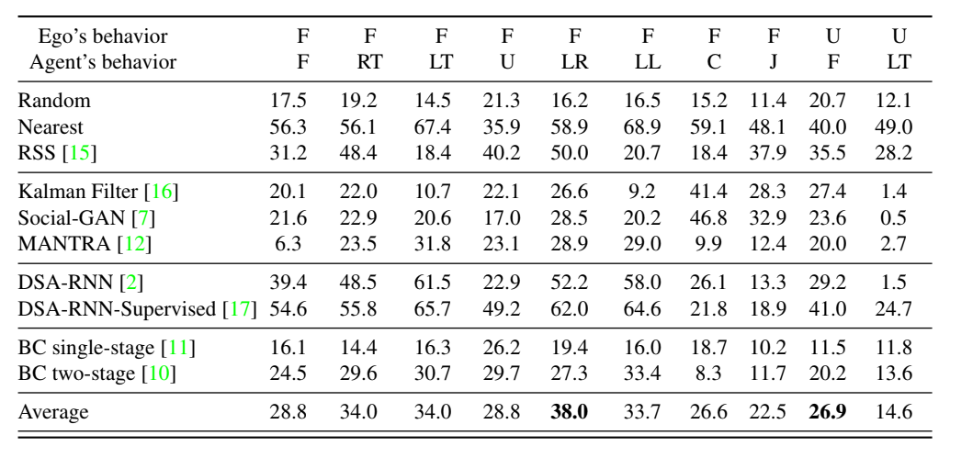 Ego's behavior F F F F F F F F U U
Agent's behavior F RT LT U LR LL C J F LT
Random 17.5 19.2 14.5 21.3 16.2 16.5 15.2 11.4 20.7 12.1
Nearest 56.3 56.1 67.4 35.9 58.9 68.9 59.1 48.1 40.0 49.0
RSS [15] 31.2 48.4 18.4 40.2 50.0 20.7 18.4 37.9 35.5 28.2
Kalman Filter [16] 20.1 22.0 10.7 22.1 26.6 9.2 41.4 28.3 27.4 1.4
Social-GAN [7] 21.6 22.9 20.6 17.0 28.5 20.2 46.8 32.9 23.6 0.5
MANTRA [12] 6.3 23.5 31.8 23.1 28.9 29.0 9.9 12.4 20.0 2.7
DSA-RNN [2] 39.4 48.5 61.5 22.9 52.2 58.0 26.1 13.3 29.2 1.5
DSA-RNN-Supervised [17] 54.6 55.8 65.7 49.2 62.0 64.6 21.8 18.9 41.0 24.7
BC single-stage [11] 16.1 14.4 16.3 26.2 19.4 16.0 18.7 10.2 11.5 11.8
BC two-stage [10] 24.5 29.6 30.7 29.7 27.3 33.4 8.3 11.7 20.2 13.6
Average 28.8 34.0 34.0 28.8 38.0 33.7 26.6 22.5 26.9 14.6